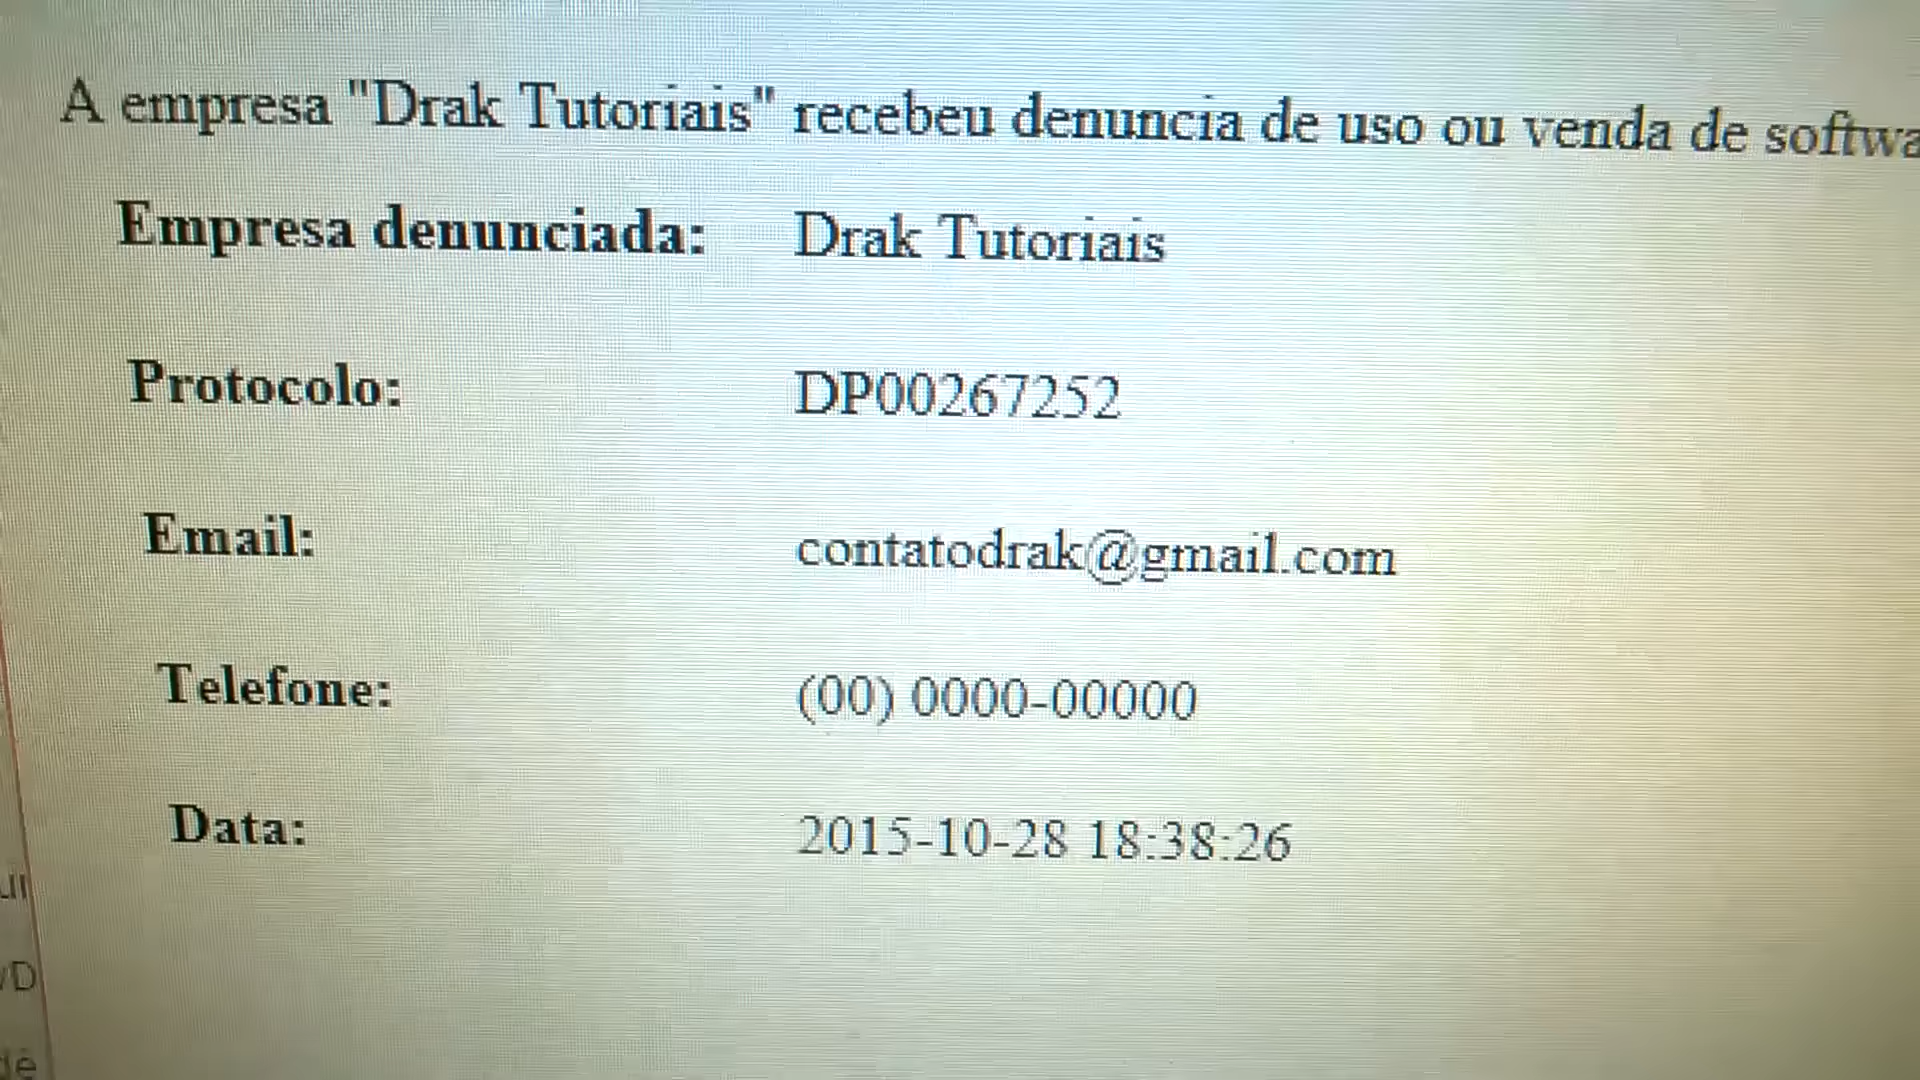 A empresa "Drak Tutoriais" recebeu denuncia de uso ou venda de
Empresa denunciada: Drak Tutoriais
Protocolo: DP00267252
Email: contatodrak@gmail.com
Telefone: (00) 0000-00000
Data: 2015-10-28 18:38:26